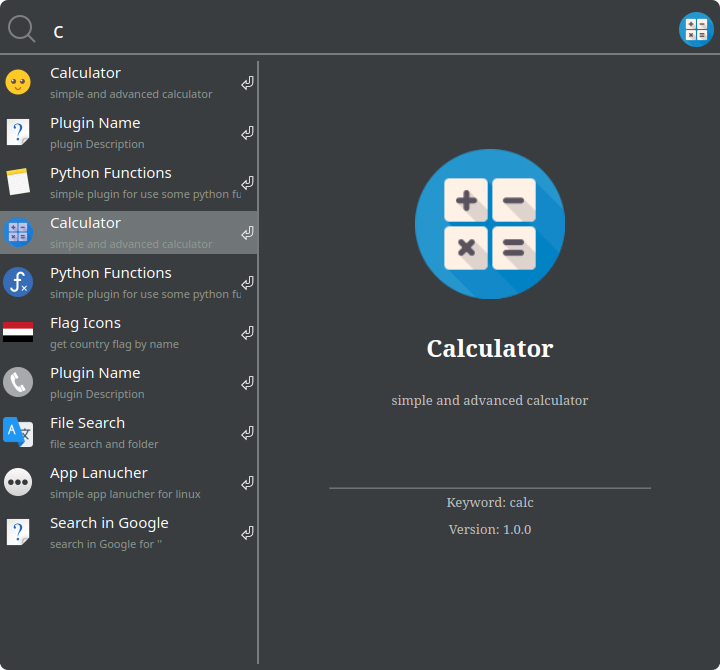 c
Calculator
simple and advanced calculator
Plugin Name
plugin Description
Python Functions
simple plugin for use some python fu
Calculator
simple and advanced calculator
Python Functions
simple plugin for use some python fu
Flag Icons
get country flag by name
Plugin Name
plugin Description
File Search
file search and folder
App Lanucher
simple app lanucher for linux
Search in Google
search in Google for ''
Calculator
simple and advanced calculator
Keyword: calc
Version: 1.0.0